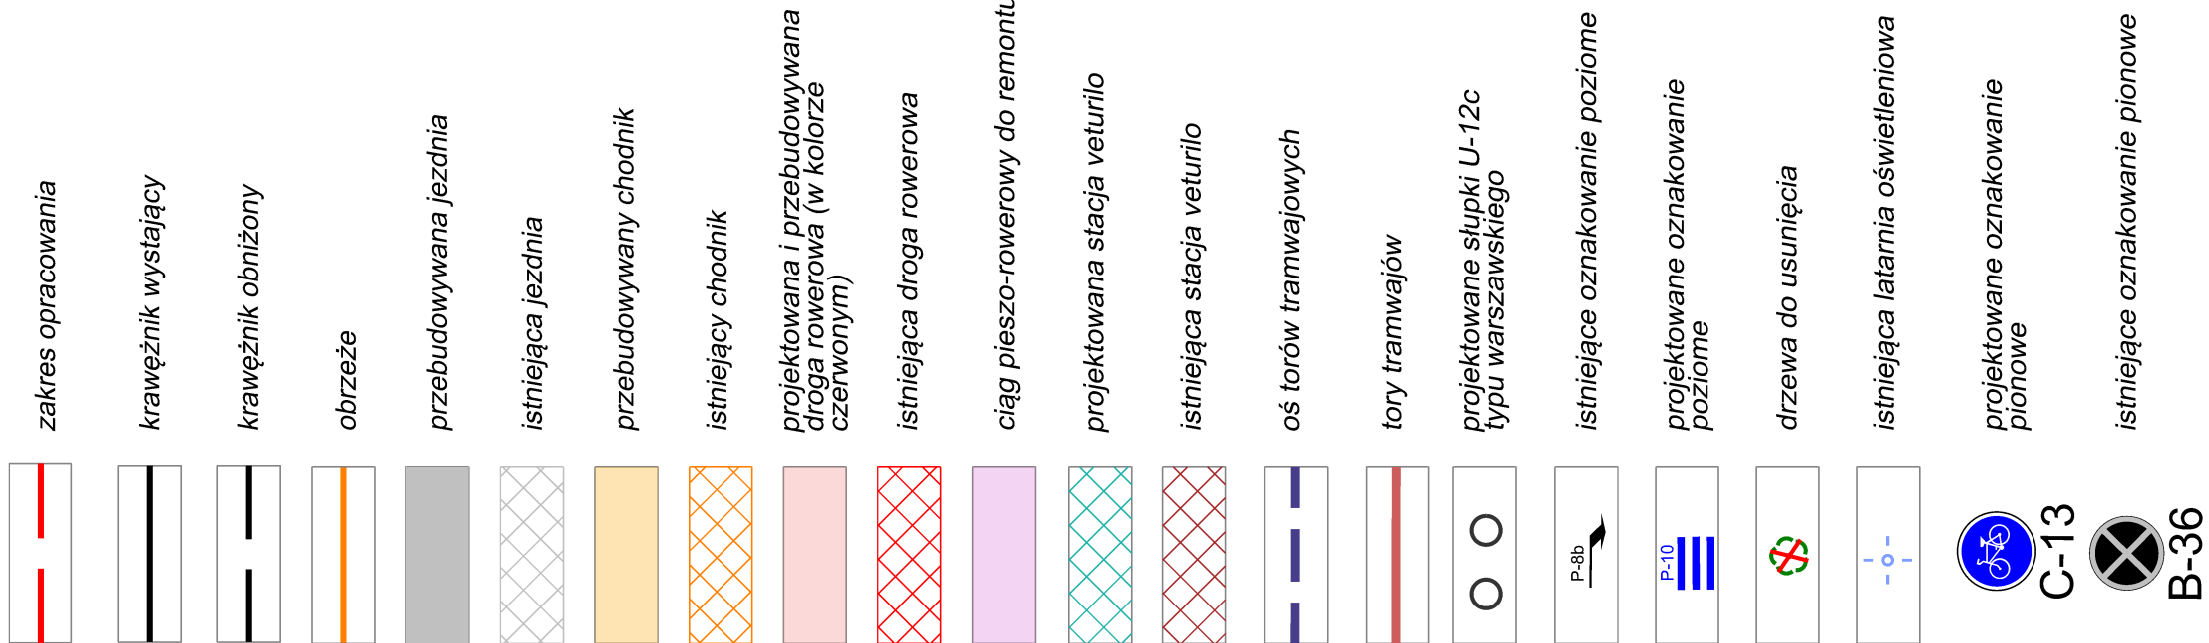 zakres opracowania
krawężnik wystający
krawężnik obniżony
obrzeże
przebudowywana jezdnia
istniejąca jezdnia
przebudowywany chodnik
istniejący chodnik
projektowana i przebudowywana
droga rowerowa (w kolorze
czerwonym)
istniejąca droga rowerowa
ciąg pieszo-rowerowy do remontu
projektowana stacja veturilo
istniejąca stacja veturilo
oś torów tramwajowych
tory tramwajów
projektowane słupki U-12c
typu warszawskiego
istniejące oznakowanie poziome
P-8b
projektowane oznakowanie
poziome
P-10
drzewa do usunięcia
istniejąca latarnia oświetleniowa
projektowane oznakowanie
pionowe
C-13
istniejące oznakowanie pionowe
B-36